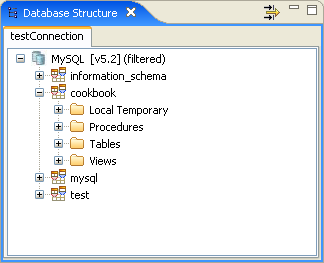 Database Structure
testConnection
MySQL [v5.2] (filtered)
information_schema
cookbook
Local Temporary
Procedures
Tables
Views
mysql
test